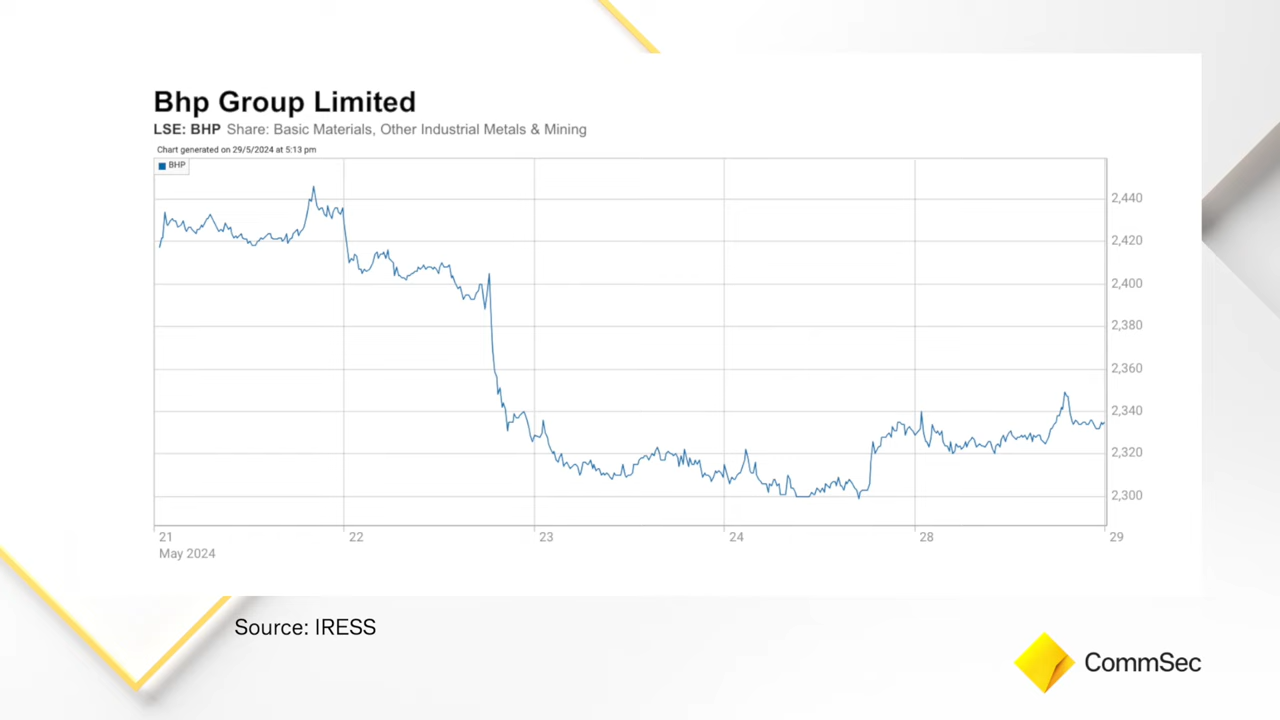 Bhp Group Limited
LSE: BHP Share: Basic Materials, Other Industrial Metals & Mining
Chart generated on 29/5/2024 at 5:13 pm
BHP
2,440
2,420
2,400
2,380
2,360
2,340
2,320
2,300
21 22 23 24 28 29
May 2024
Source: IRESS
CommSec